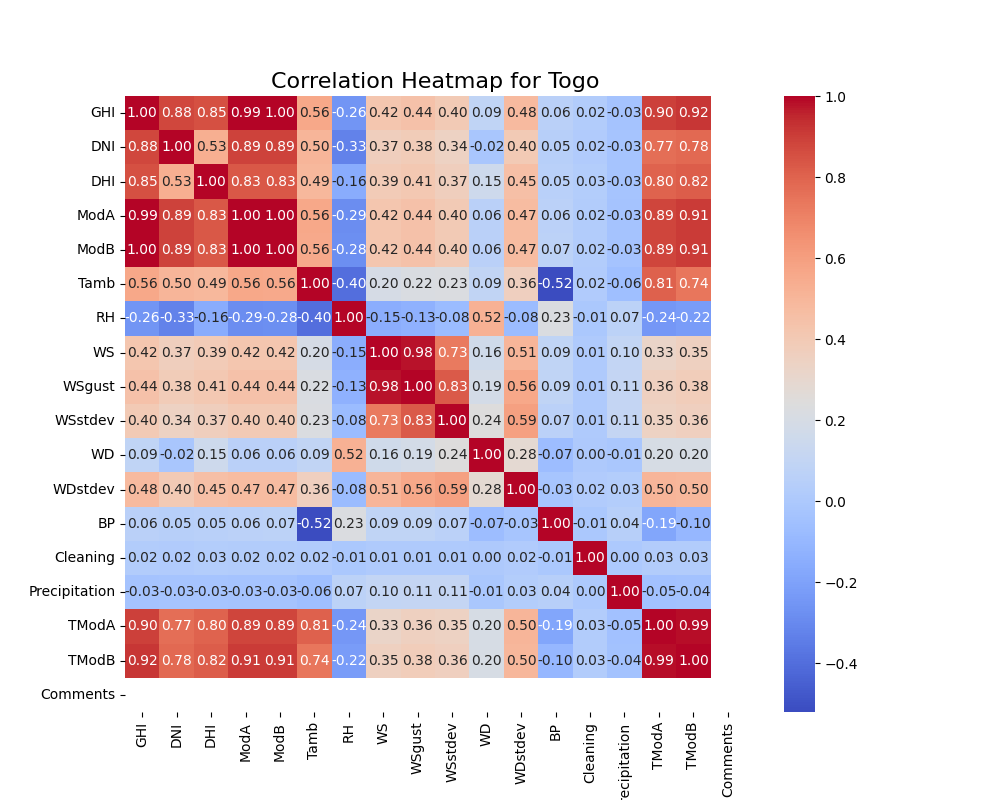 Correlation Heatmap for Togo
GHI 1.00 0.88 0.85 0.99 1.00 0.56 -0.26 0.42 0.44 0.40 0.09 0.48 0.06 0.02 -0.03 0.90 0.92
DNI 0.88 1.00 0.53 0.89 0.89 0.50 -0.33 0.37 0.38 0.34 -0.02 0.40 0.05 0.02 -0.03 0.77 0.78
DHI 0.85 0.53 1.00 0.83 0.83 0.49 -0.16 0.39 0.41 0.37 0.15 0.45 0.05 0.03 -0.03 0.80 0.82
ModA 0.99 0.89 0.83 1.00 1.00 0.56 -0.29 0.42 0.44 0.40 0.06 0.47 0.06 0.02 -0.03 0.89 0.91
ModB 1.00 0.89 0.83 1.00 1.00 0.56 -0.28 0.42 0.44 0.40 0.06 0.47 0.07 0.02 -0.03 0.89 0.91
Tamb 0.56 0.50 0.49 0.56 0.56 1.00 -0.40 0.20 0.22 0.23 0.09 0.36 -0.52 0.02 -0.06 0.81 0.74
RH -0.26 -0.33 -0.16 -0.29 -0.28 -0.40 1.00 -0.15 -0.13 -0.08 0.52 -0.08 0.23 -0.01 0.07 -0.24 -0.22
WS 0.42 0.37 0.39 0.42 0.42 0.20 -0.15 1.00 0.98 0.73 0.16 0.51 0.09 0.01 0.10 0.33 0.35
WSgust 0.44 0.38 0.41 0.44 0.44 0.22 -0.13 0.98 1.00 0.83 0.19 0.56 0.09 0.01 0.11 0.36 0.38
WSstdev 0.40 0.34 0.37 0.40 0.40 0.23 -0.08 0.73 0.83 1.00 0.24 0.59 0.07 0.01 0.11 0.35 0.36
WD 0.09 -0.02 0.15 0.06 0.06 0.09 0.52 0.16 0.19 0.24 1.00 0.28 -0.07 0.00 -0.01 0.20 0.20
WDstdev 0.48 0.40 0.45 0.47 0.47 0.36 -0.08 0.51 0.56 0.59 0.28 1.00 -0.03 0.02 0.03 0.50 0.50
BP 0.06 0.05 0.05 0.06 0.07 -0.52 0.23 0.09 0.09 0.07 -0.07 -0.03 1.00 -0.01 0.04 -0.19 -0.10
Cleaning 0.02 0.02 0.03 0.02 0.02 0.02 -0.01 0.01 0.01 0.01 0.00 0.02 -0.01 1.00 0.00 0.03 0.03
Precipitation -0.03 -0.03 -0.03 -0.03 -0.03 -0.06 0.07 0.10 0.11 0.11 -0.01 0.03 0.04 0.00 1.00 -0.05 -0.04
TModA 0.90 0.77 0.80 0.89 0.89 0.81 -0.24 0.33 0.36 0.35 0.20 0.50 -0.19 0.03 -0.05 1.00 0.99
TModB 0.92 0.78 0.82 0.91 0.91 0.74 -0.22 0.35 0.38 0.36 0.20 0.50 -0.10 0.03 -0.04 0.99 1.00
Comments
GHI DNI DHI ModA ModB Tamb RH WS WSgust WSstdev WD WDstdev BP Cleaning recipitation TModA TModB Comments
1.0
0.8
0.6
0.4
0.2
0.0
−0.2
−0.4